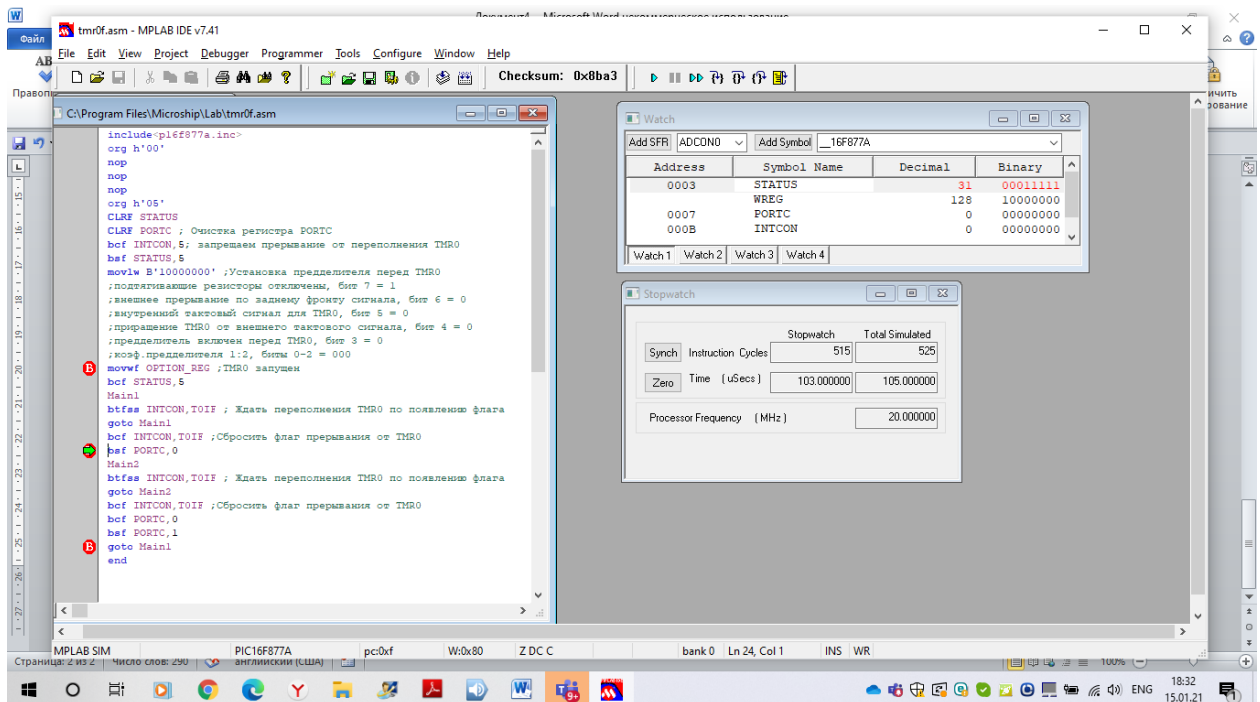 Документ4 - Microsoft Word некоммерческое использование
Файл
tmr0f.asm - MPLAB IDE v7.41
File Edit View Project Debugger Programmer Tools Configure Window Help
Checksum: 0x8ba3
C:\Program Files\Microship\Lab\tmr0f.asm
include<p16f877a.inc>
org h'00'
nop
nop
nop
org h'05'
CLRF STATUS
CLRF PORTC ; Очистка регистра PORTC
bcf INTCON,5; запрещаем прерывание от переполнения TMR0
bsf STATUS,5
movlw B'10000000' ;Установка предделителя перед TMR0
;подтягивающие резисторы отключены, бит 7 = 1
;внешнее прерывание по заднему фронту сигнала, бит 6 = 0
;внутренний тактовый сигнал для TMR0, бит 5 = 0
;приращение TMR0 от внешнего тактового сигнала, бит 4 = 0
;предделитель включен перед TMR0, бит 3 = 0
;коэф.предделителя 1:2, биты 0-2 = 000
B movwf OPTION_REG ;TMR0 запущен
bcf STATUS,5
Main1
btfss INTCON,T0IF ; Ждать переполнения TMR0 по появлению флага
goto Main1
bcf INTCON,T0IF ;Сбросить флаг прерывания от TMR0
bsf PORTC,0
Main2
btfss INTCON,T0IF ; Ждать переполнения TMR0 по появлению флага
goto Main2
bcf INTCON,T0IF ;Сбросить флаг прерывания от TMR0
bcf PORTC,0
bsf PORTC,1
B goto Main1
end
Watch
Add SFR ADCON0 Add Symbol __16F877A
Address Symbol Name Decimal Binary
0003 STATUS 31 00011111
WREG 128 10000000
0007 PORTC 0 00000000
000B INTCON 0 00000000
Watch 1 Watch 2 Watch 3 Watch 4
Stopwatch
Stopwatch Total Simulated
Synch Instruction Cycles 515 525
Zero Time (uSecs) 103.000000 105.000000
Processor Frequency (MHz) 20.000000
MPLAB SIM PIC16F877A pc:0xf W:0x80 Z DC C bank 0 Ln 24, Col 1 INS WR
Страница: 2 из 2 Число слов: 290 английский (США) 100%
ENG 18:32
15.01.21